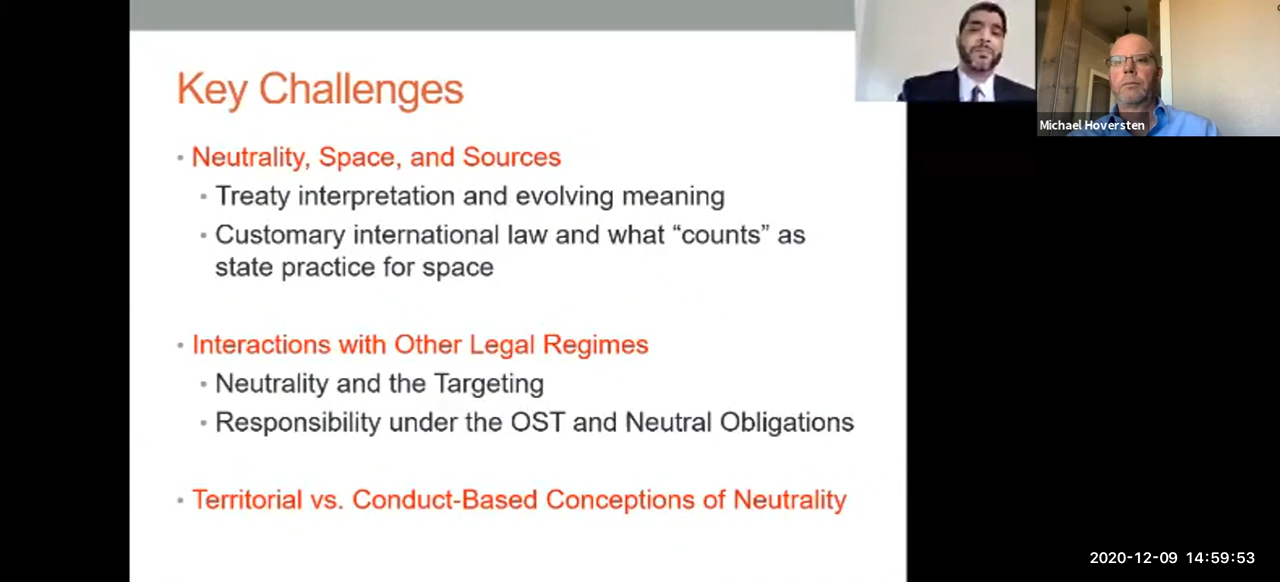 Key Challenges
Neutrality, Space, and Sources
Treaty interpretation and evolving meaning
Customary international law and what “counts” as
state practice for space
Interactions with Other Legal Regimes
Neutrality and the Targeting
Responsibility under the OST and Neutral Obligations
Territorial vs. Conduct-Based Conceptions of Neutrality
Michael Hoversten
2020-12-09 14:59:53